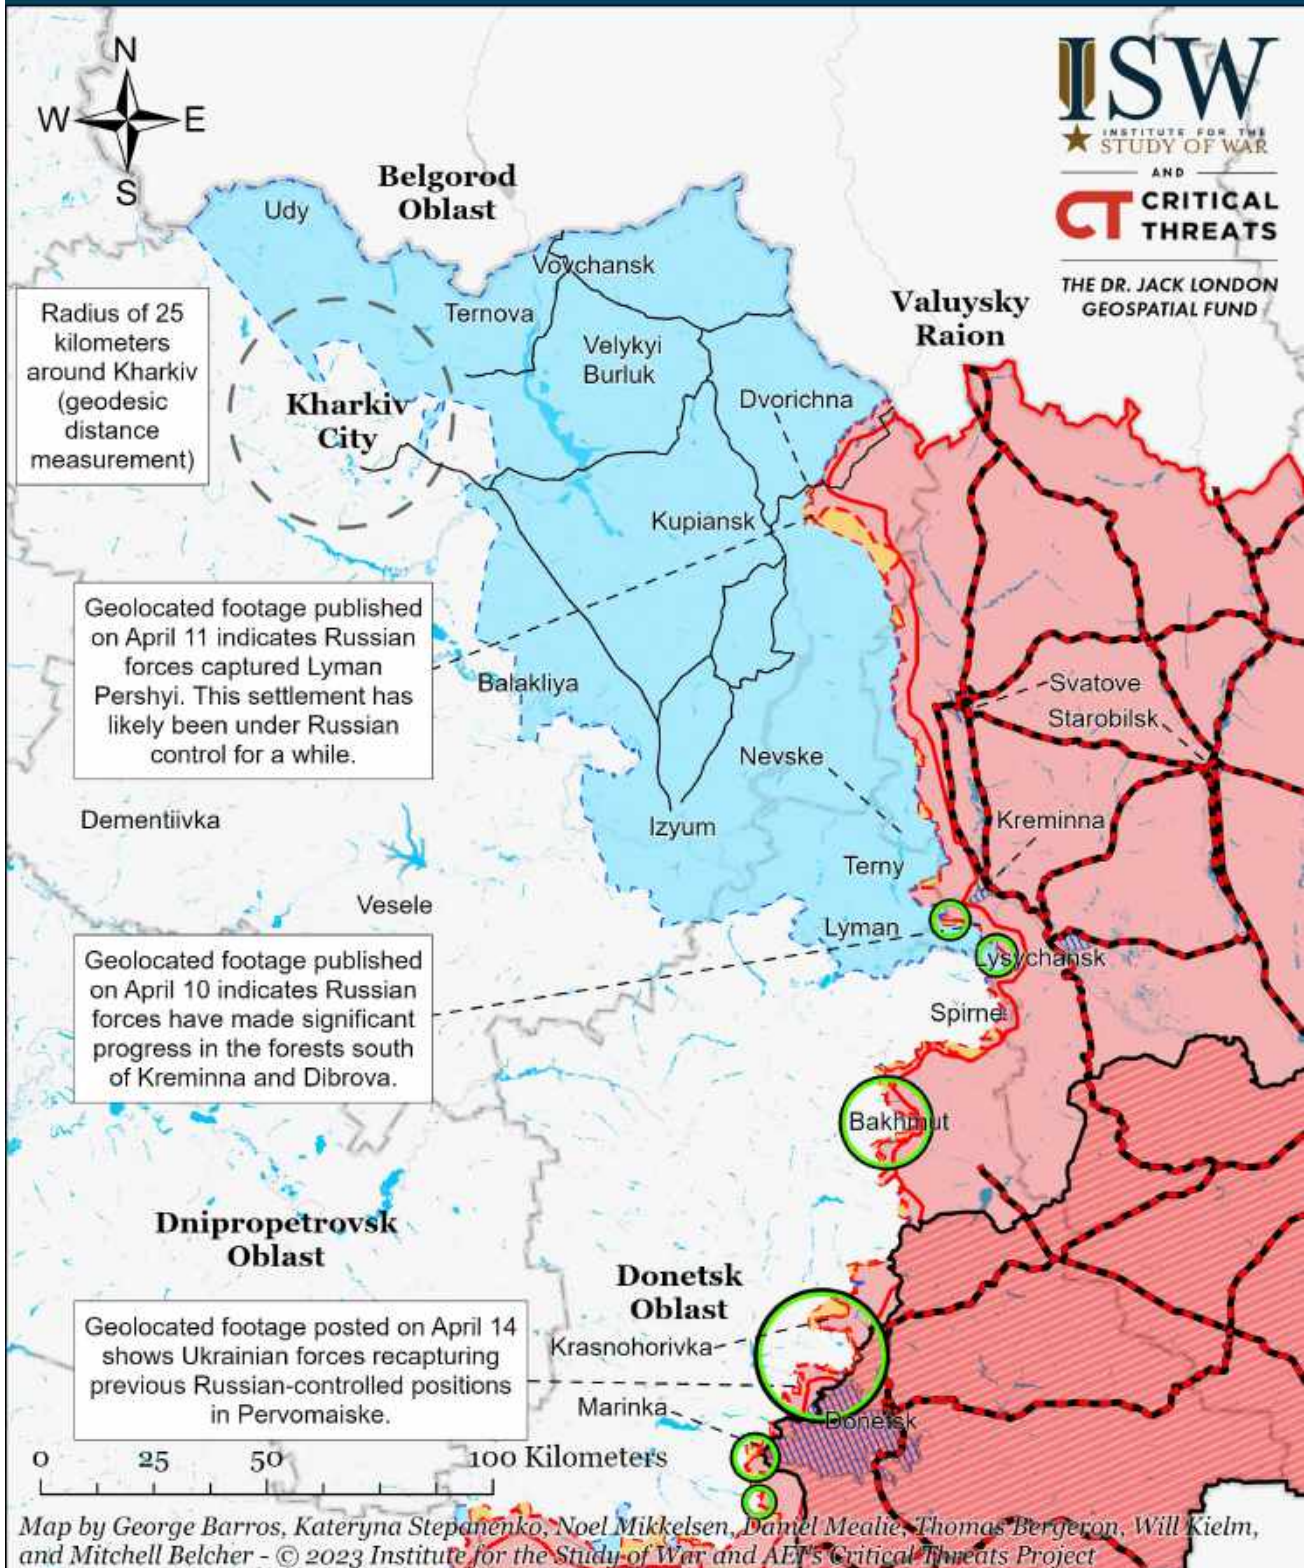 N
W
E
S
ISW
INSTITUTE FOR THE
STUDY OF WAR
AND
CT CRITICAL
THREATS
THE DR. JACK LONDON
GEOSPATIAL FUND
Belgorod
Oblast
Udy
Vovchansk
Ternova
Valuysky
Raion
Radius of 25
kilometers
around Kharkiv
(geodesic
distance
measurement)
Velykyi
Burluk
Kharkiv
City
Dvorichna
Kupiansk
Geolocated footage published
on April 11 indicates Russian
forces captured Lyman
Pershyi. This settlement has
likely been under Russian
control for a while.
Balakliya
Svatove
Starobilsk
Nevske
Dementiivka
Izyum
Kreminna
Terny
Vesele
Lyman
Lysychansk
Geolocated footage published
on April 10 indicates Russian
forces have made significant
progress in the forests south
of Kreminna and Dibrova.
Spirne
Bakhmut
Dnipropetrovsk
Oblast
Donetsk
Oblast
Geolocated footage posted on April 14
shows Ukrainian forces recapturing
previous Russian-controlled positions
in Pervomaiske.
Krasnohorivka
Marinka
Donetsk
0 25 50 100 Kilometers
Map by George Barros, Kateryna Stepanenko, Noel Mikkelsen, Daniel Mealie, Thomas Bergeron, Will Kielm,
and Mitchell Belcher - © 2023 Institute for the Study of War and AEI's Critical Threats Project